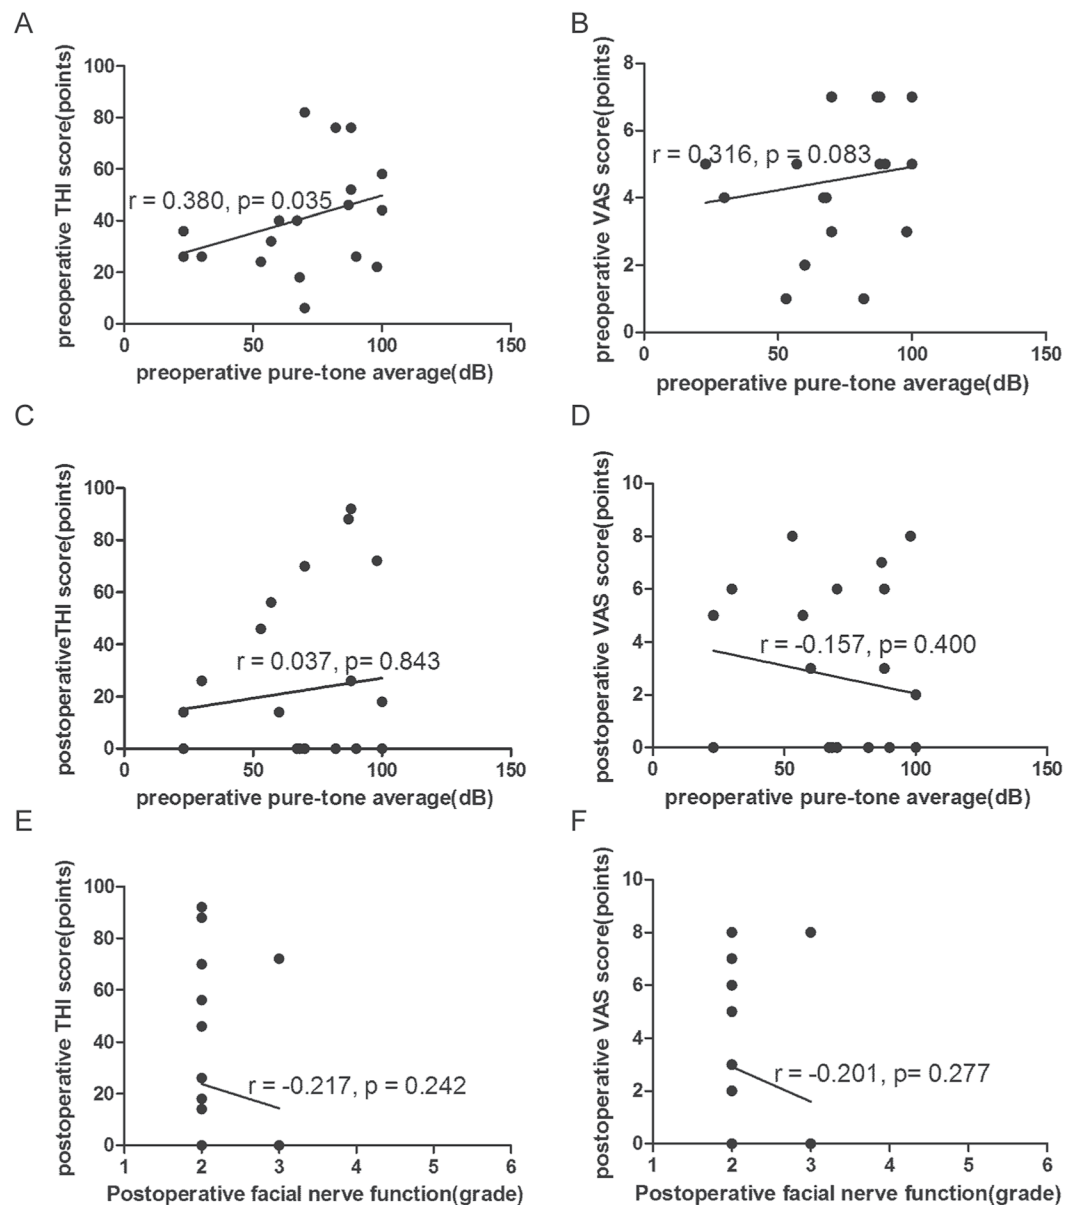 A
preoperative THI score(points)
100
80
60
40
20
0
r = 0.380, p= 0.035
0
50
100
150
preoperative pure-tone average(dB)
B
preoperative VAS score(points)
8
6
4
2
0
r = 0.316, p = 0.083
0
50
100
150
preoperative pure-tone average(dB)
C
postoperativeTHI score(points)
100
80
60
40
20
0
r = 0.037, p= 0.843
0
50
100
150
preoperative pure-tone average(dB)
D
postoperative VAS score(points)
10
8
6
4
2
0
r = -0.157, p= 0.400
0
50
100
150
preoperative pure-tone average(dB)
E
postoperative THI score(points)
100
80
60
40
20
0
r = -0.217, p = 0.242
1
2
3
4
5
6
Postoperative facial nerve function(grade)
F
postoperative VAS score(points)
10
8
6
4
2
0
r = -0.201, p= 0.277
1
2
3
4
5
6
Postoperative facial nerve function(grade)